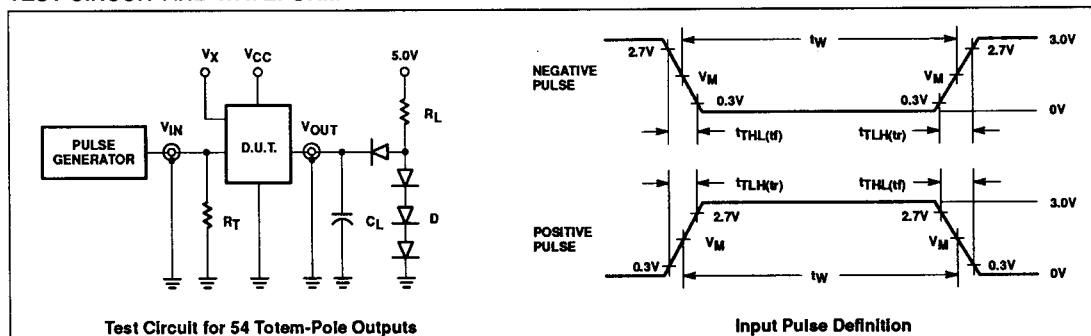 VX
VCC
5.0V
RL
VIN
VOUT
PULSE
GENERATOR
D.U.T.
RT
CL
D
Test Circuit for 54 Totem-Pole Outputs
tW
3.0V
2.7V
2.7V
NEGATIVE
PULSE
VM
VM
0.3V
0.3V
0V
tTHL(tf)
tTLH(tr)
tTLH(tr)
tTHL(tf)
3.0V
2.7V
2.7V
POSITIVE
PULSE
VM
VM
0.3V
tW
0.3V
0V
Input Pulse Definition